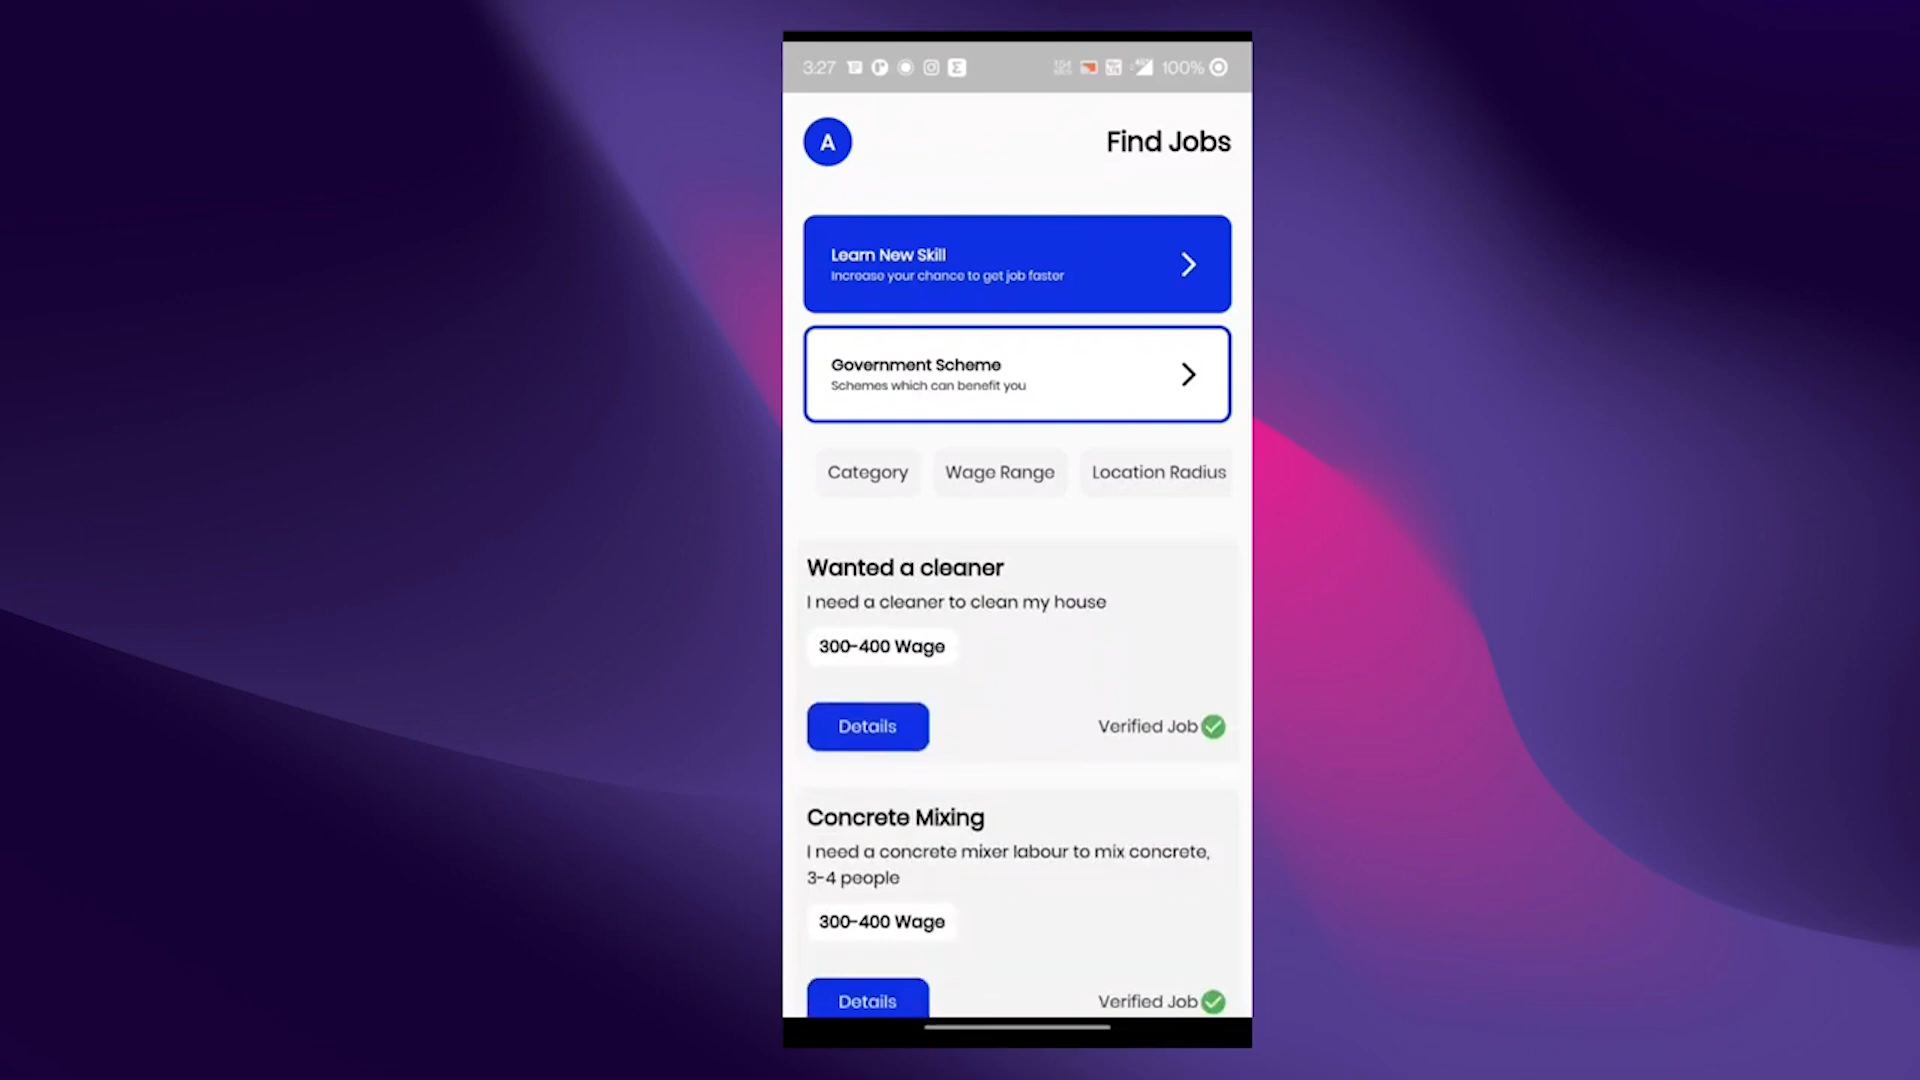 3:27
100%
A
Find Jobs
Learn New Skill
Increase your chance to get job faster
Government Scheme
Schemes which can benefit you
Category Wage Range Location Radius
Wanted a cleaner
I need a cleaner to clean my house
300-400 Wage
Details
Verified Job
Concrete Mixing
I need a concrete mixer labour to mix concrete,
3-4 people
300-400 Wage
Details
Verified Job